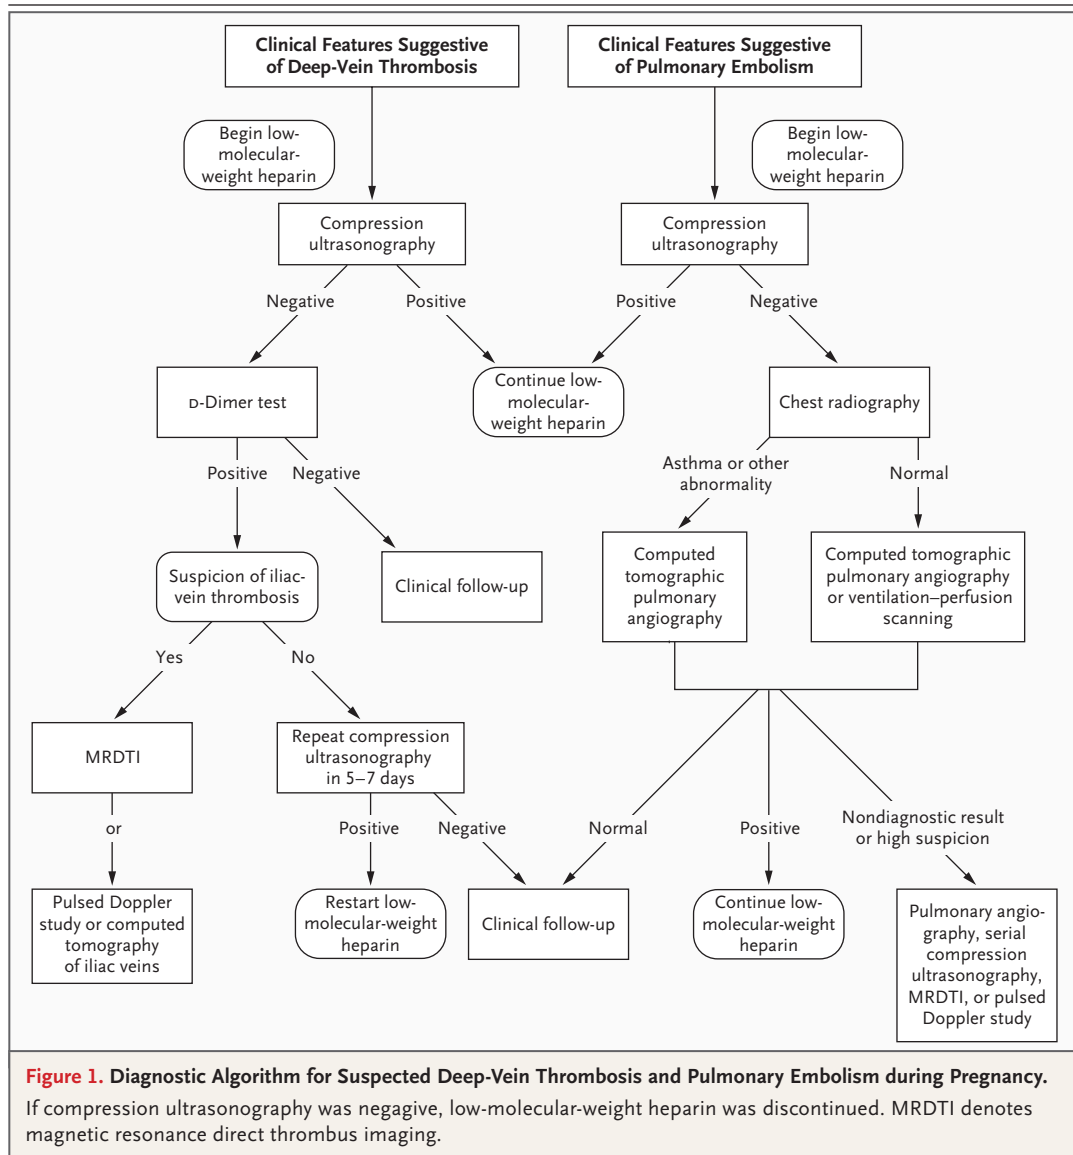 Clinical Features Suggestive
of Deep-Vein Thrombosis
Clinical Features Suggestive
of Pulmonary Embolism
Begin low-
molecular-
weight heparin
Begin low-
molecular-
weight heparin
Compression
ultrasonography
Compression
ultrasonography
Negative
Positive
Positive
Negative
D-Dimer test
Continue low-
molecular-
weight heparin
Chest radiography
Positive
Negative
Asthma or other
abnormality
Normal
Suspicion of iliac-
vein thrombosis
Clinical follow-up
Computed
tomographic
pulmonary
angiography
Computed tomographic
pulmonary angiography
or ventilation–perfusion
scanning
Yes
No
MRDTI
Repeat compression
ultrasonography
in 5–7 days
or
Positive
Negative
Normal
Positive
Nondiagnostic result
or high suspicion
Pulsed Doppler
study or computed
tomography
of iliac veins
Restart low-
molecular-weight
heparin
Clinical follow-up
Continue low-
molecular-weight
heparin
Pulmonary angio-
graphy, serial
compression
ultrasonography,
MRDTI, or pulsed
Doppler study
Figure 1. Diagnostic Algorithm for Suspected Deep-Vein Thrombosis and Pulmonary Embolism during Pregnancy.
If compression ultrasonography was negagive, low-molecular-weight heparin was discontinued. MRDTI denotes
magnetic resonance direct thrombus imaging.